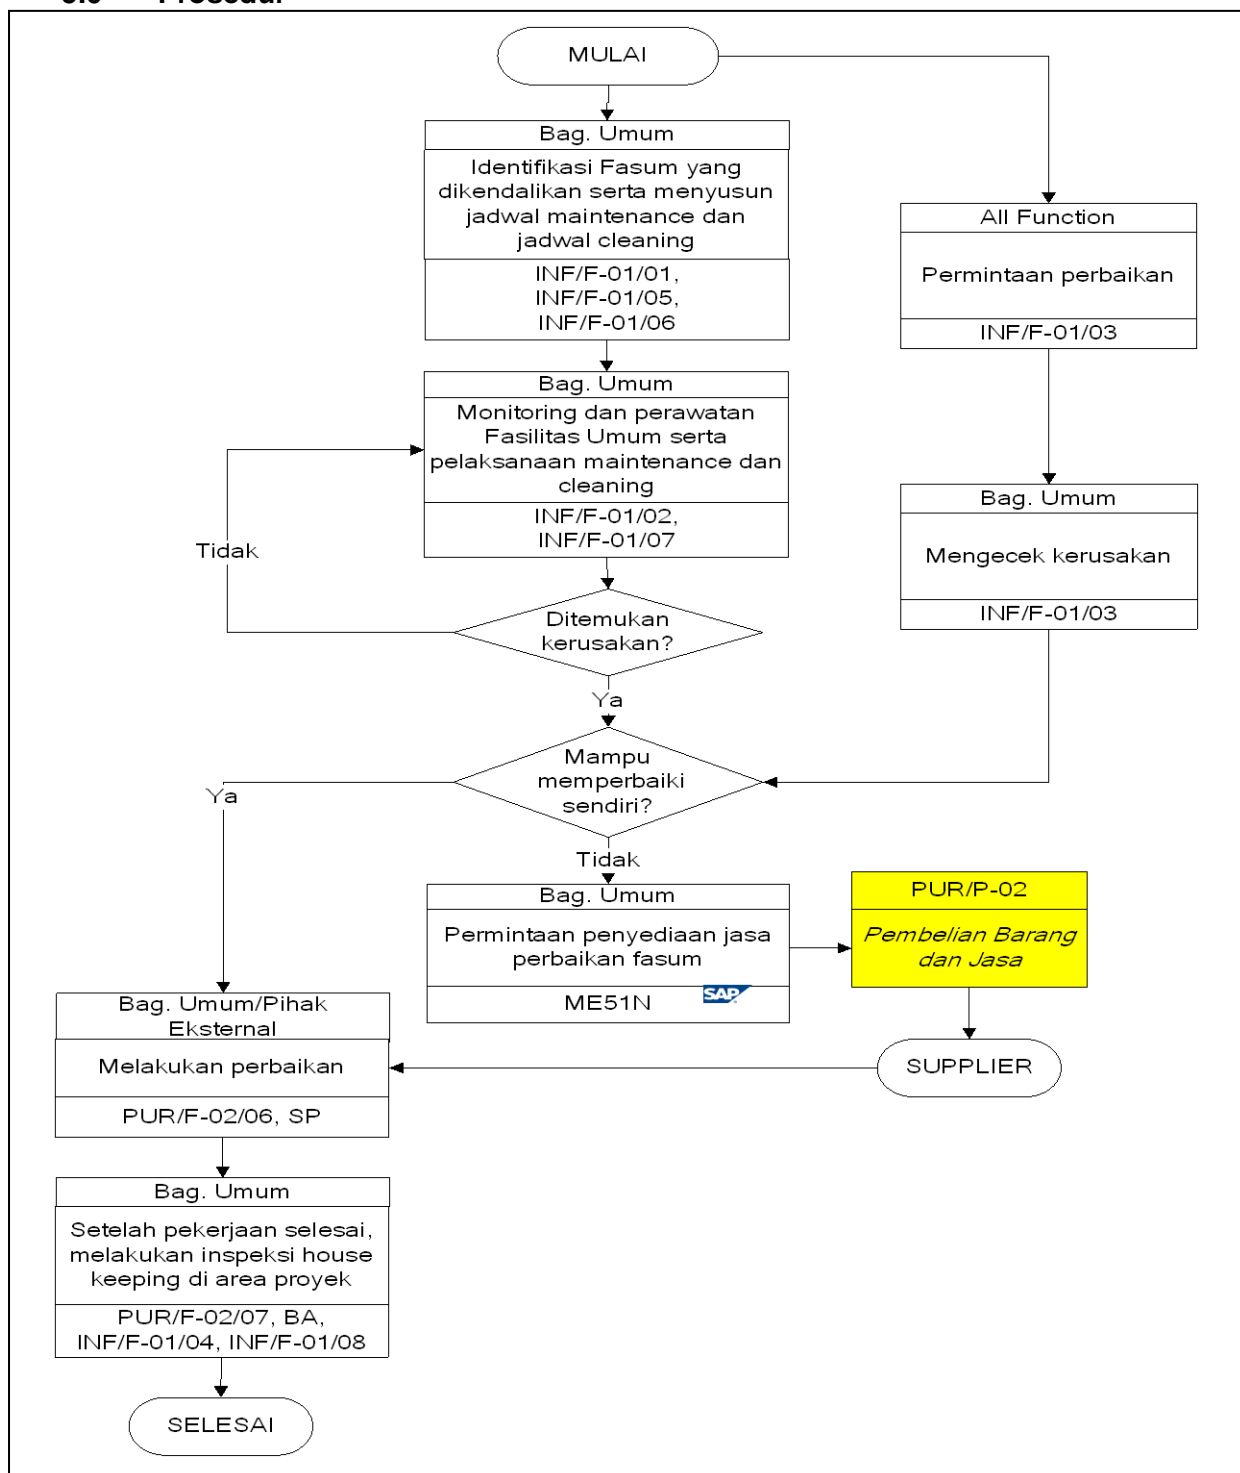 Prosedur
MULAI
Bag. Umum
Identifikasi Fasum yang
dikendalikan serta menyusun
jadwal maintenance dan
jadwal cleaning
INF/F-01/01,
INF/F-01/05,
INF/F-01/06
All Function
Permintaan perbaikan
INF/F-01/03
Bag. Umum
Monitoring dan perawatan
Fasilitas Umum serta
pelaksanaan maintenance dan
cleaning
INF/F-01/02,
INF/F-01/07
Bag. Umum
Mengecek kerusakan
INF/F-01/03
Tidak
Ditemukan
kerusakan?
Ya
Mampu
memperbaiki
sendiri?
Ya
Tidak
Bag. Umum
Permintaan penyediaan jasa
perbaikan fasum
ME51N
SAP
PUR/P-02
Pembelian Barang
dan Jasa
SUPPLIER
Bag. Umum/Pihak
Eksternal
Melakukan perbaikan
PUR/F-02/06, SP
Bag. Umum
Setelah pekerjaan selesai,
melakukan inspeksi house
keeping di area proyek
PUR/F-02/07, BA,
INF/F-01/04, INF/F-01/08
SELESAI